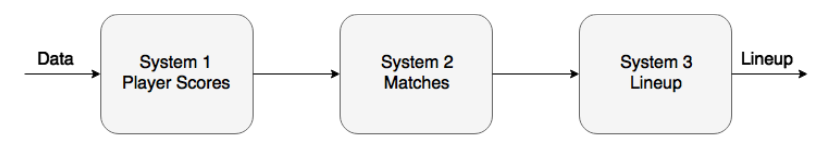 Data
System 1
Player Scores
System 2
Matches
System 3
Lineup
Lineup